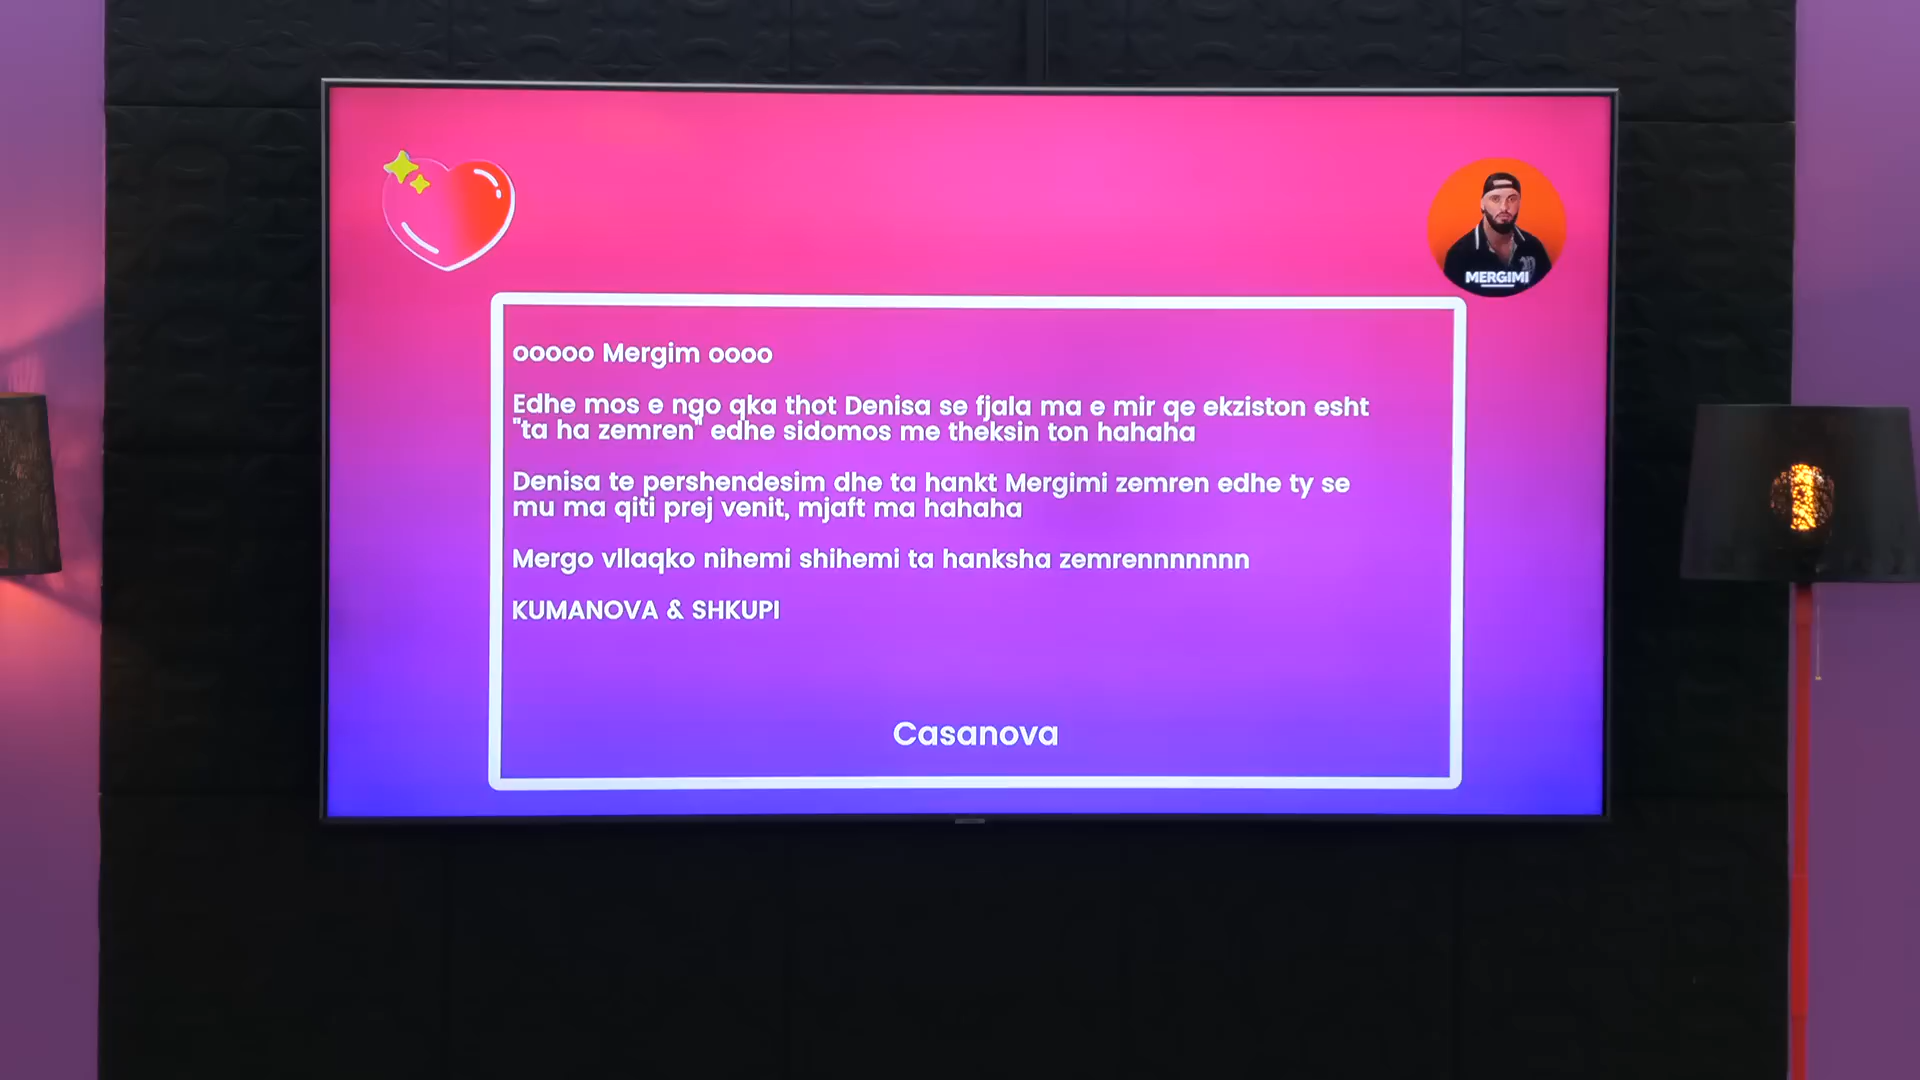 MERGIMI
ooooo Mergim oooo
Edhe mos e ngo qka thot Denisa se fjala ma e mir qe ekziston esht
"ta ha zemren" edhe sidomos me theksin ton hahaha
Denisa te pershendesim dhe ta hankt Mergimi zemren edhe ty se
mu ma qiti prej venit, mjaft ma hahaha
Mergo vllaqko nihemi shihemi ta hanksha zemrennnnnnn
KUMANOVA & SHKUPI
Casanova